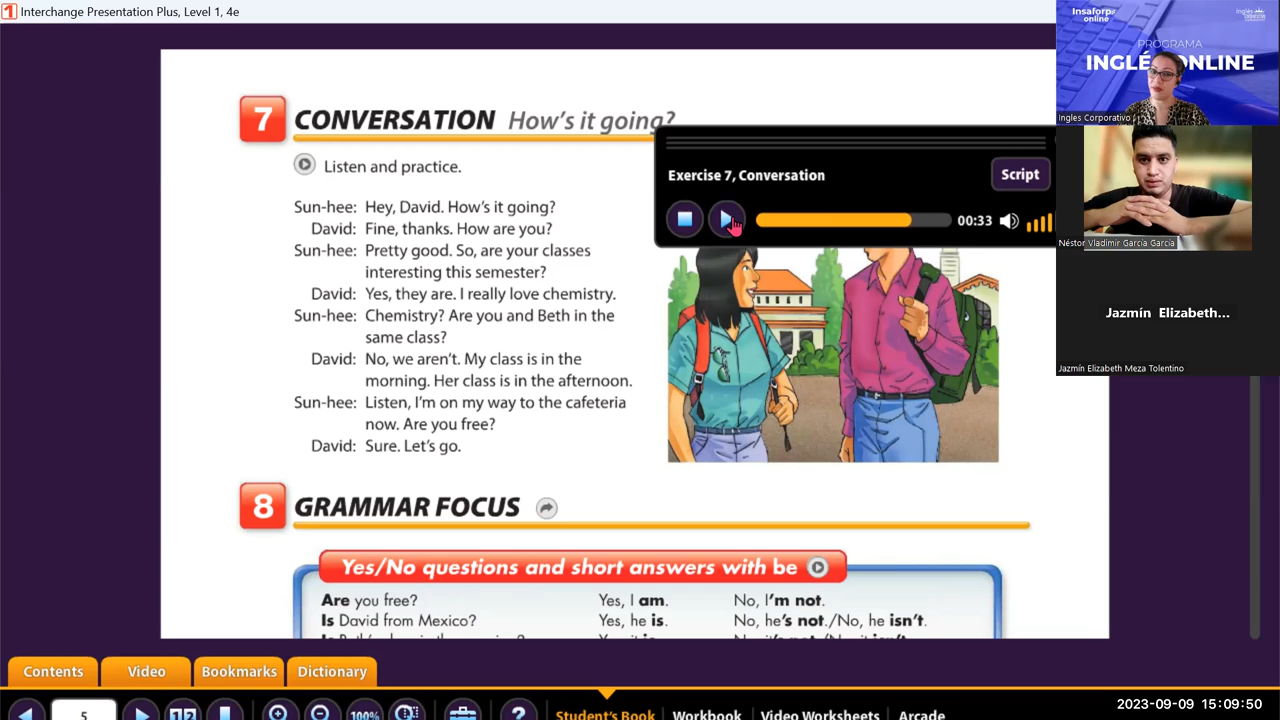 Interchange Presentation Plus, Level 1, 4e
7 CONVERSATION How's it going?
Listen and practice.
Sun-hee: Hey, David. How's it going?
David: Fine, thanks. How are you?
Sun-hee: Pretty good. So, are your classes
interesting this semester?
David: Yes, they are. I really love chemistry.
Sun-hee: Chemistry? Are you and Beth in the
same class?
David: No, we aren't. My class is in the
morning. Her class is in the afternoon.
Sun-hee: Listen, I'm on my way to the cafeteria
now. Are you free?
David: Sure. Let's go.
Exercise 7, Conversation
Script
00:33
8 GRAMMAR FOCUS
Yes/No questions and short answers with be
Are you free? Yes, I am. No, I'm not.
Is David from Mexico? Yes, he is. No, he's not./No, he isn't.
Insaforp
online
PROGRAMA
INGLÉS ONLINE
Ingles Corporativo
Néstor Vladimir García García
Jazmín Elizabeth...
Jazmín Elizabeth Meza Tolentino
Contents Video Bookmarks Dictionary
5 1 2 100% ? Student's Book Workbook Video Worksheets Arcade
2023-09-09 15:09:50